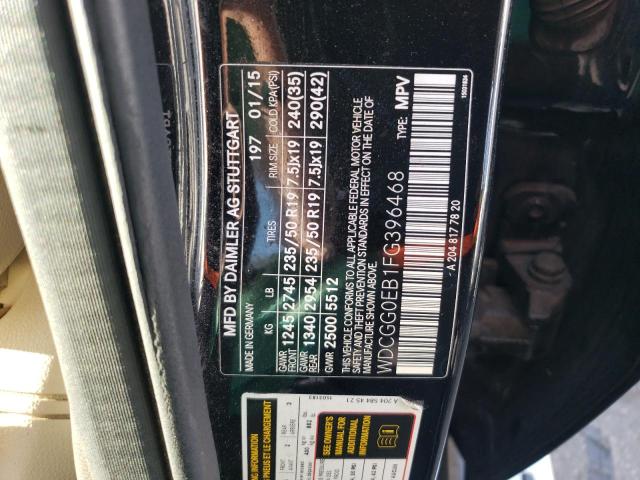 MFD BY DAIMLER AG-STUTTGART
MADE IN GERMANY 197 01/15
KG LB TIRES RIM SIZE COLD KPA(PSI)
GAWR FRONT 1245 2745 235/50 R19 7.5Jx19 240(35)
GAWR REAR 1340 2954 235/50 R19 7.5Jx19 290(42)
GVWR 2500 5512
THIS VEHICLE CONFORMS TO ALL APPLICABLE FEDERAL MOTOR VEHICLE
SAFETY AND THEFT PREVENTION STANDARDS IN EFFECT ON THE DATE OF
MANUFACTURE SHOWN ABOVE.
WDCGG0EB1FG396468 TYPE: MPV
A 204 817 78 20
A 204 584 45 21
SEE OWNER'S
MANUAL FOR
ADDITIONAL
INFORMATION